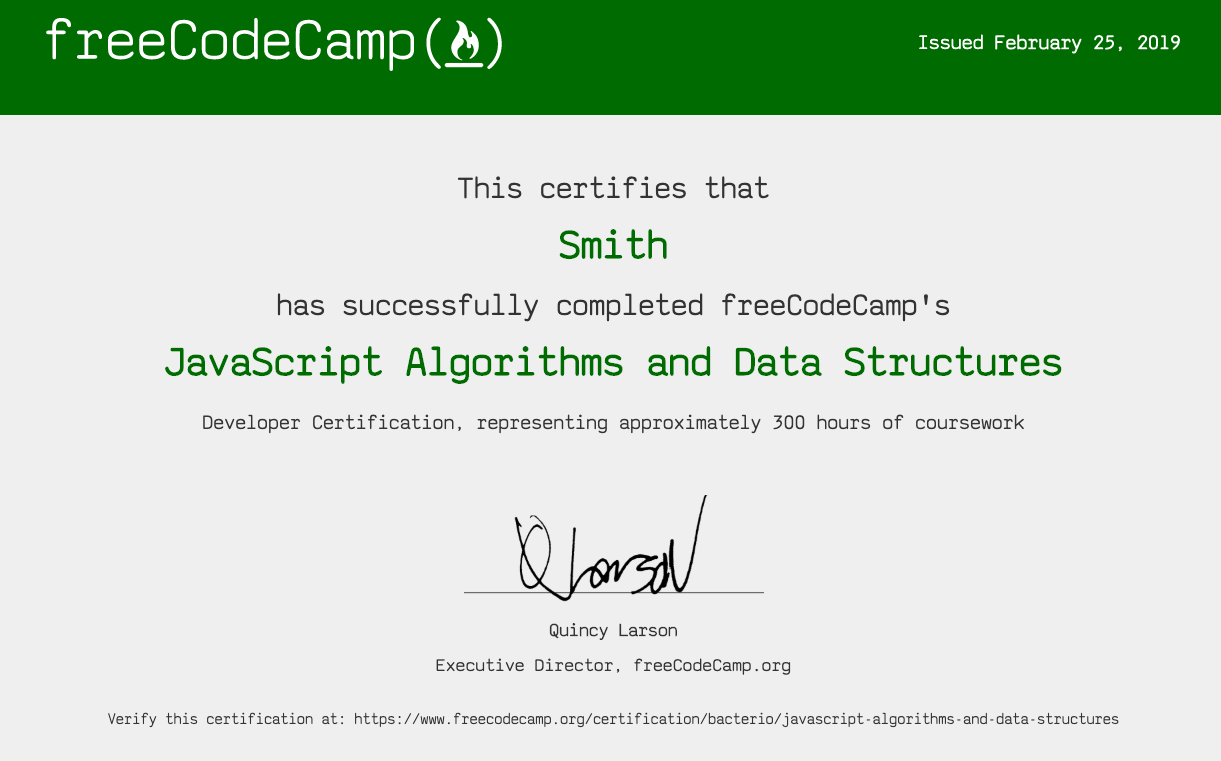 freeCodeCamp(🔥)
Issued February 25, 2019
This certifies that
Smith
has successfully completed freeCodeCamp's
JavaScript Algorithms and Data Structures
Developer Certification, representing approximately 300 hours of coursework
Q Larson
Quincy Larson
Executive Director, freeCodeCamp.org
Verify this certification at: https://www.freecodecamp.org/certification/bacterio/javascript-algorithms-and-data-structures